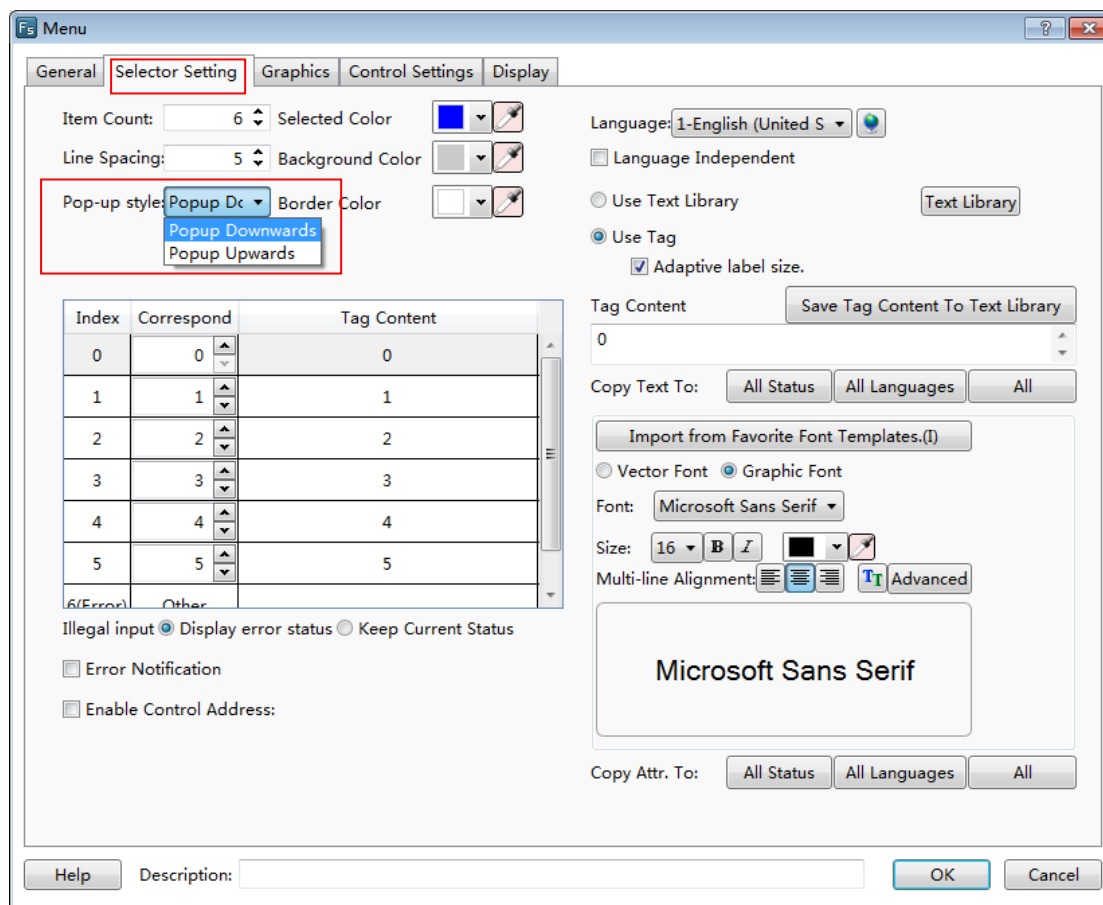 Fs Menu
General Selector Setting Graphics Control Settings Display
Item Count: 6 Selected Color
Line Spacing: 5 Background Color
Pop-up style: Popup Dc Border Color
Popup Downwards
Popup Upwards
Index Correspond Tag Content
0 0 0
1 1 1
2 2 2
3 3 3
4 4 4
5 5 5
6(Error) Other
Illegal input Display error status Keep Current Status
Error Notification
Enable Control Address:
Language: 1-English (United S
Language Independent
Use Text Library Text Library
Use Tag
Adaptive label size.
Tag Content Save Tag Content To Text Library
0
Copy Text To: All Status All Languages All
Import from Favorite Font Templates.(I)
Vector Font Graphic Font
Font: Microsoft Sans Serif
Size: 16 B I
Multi-line Alignment: TT Advanced
Microsoft Sans Serif
Copy Attr. To: All Status All Languages All
Help Description: OK Cancel